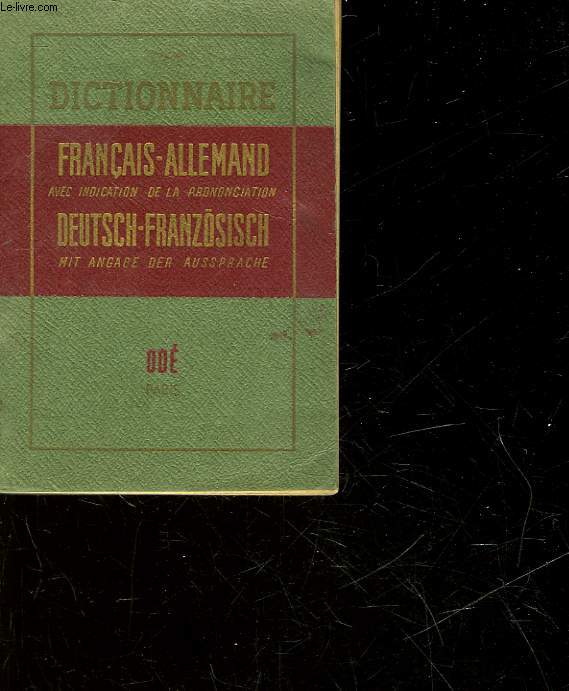 Le-livre.com
DICTIONNAIRE
FRANÇAIS-ALLEMAND
AVEC INDICATION DE LA PRONONCIATION
DEUTSCH-FRANZÖSISCH
MIT ANGABE DER AUSSPRACHE
ODÉ
PARIS